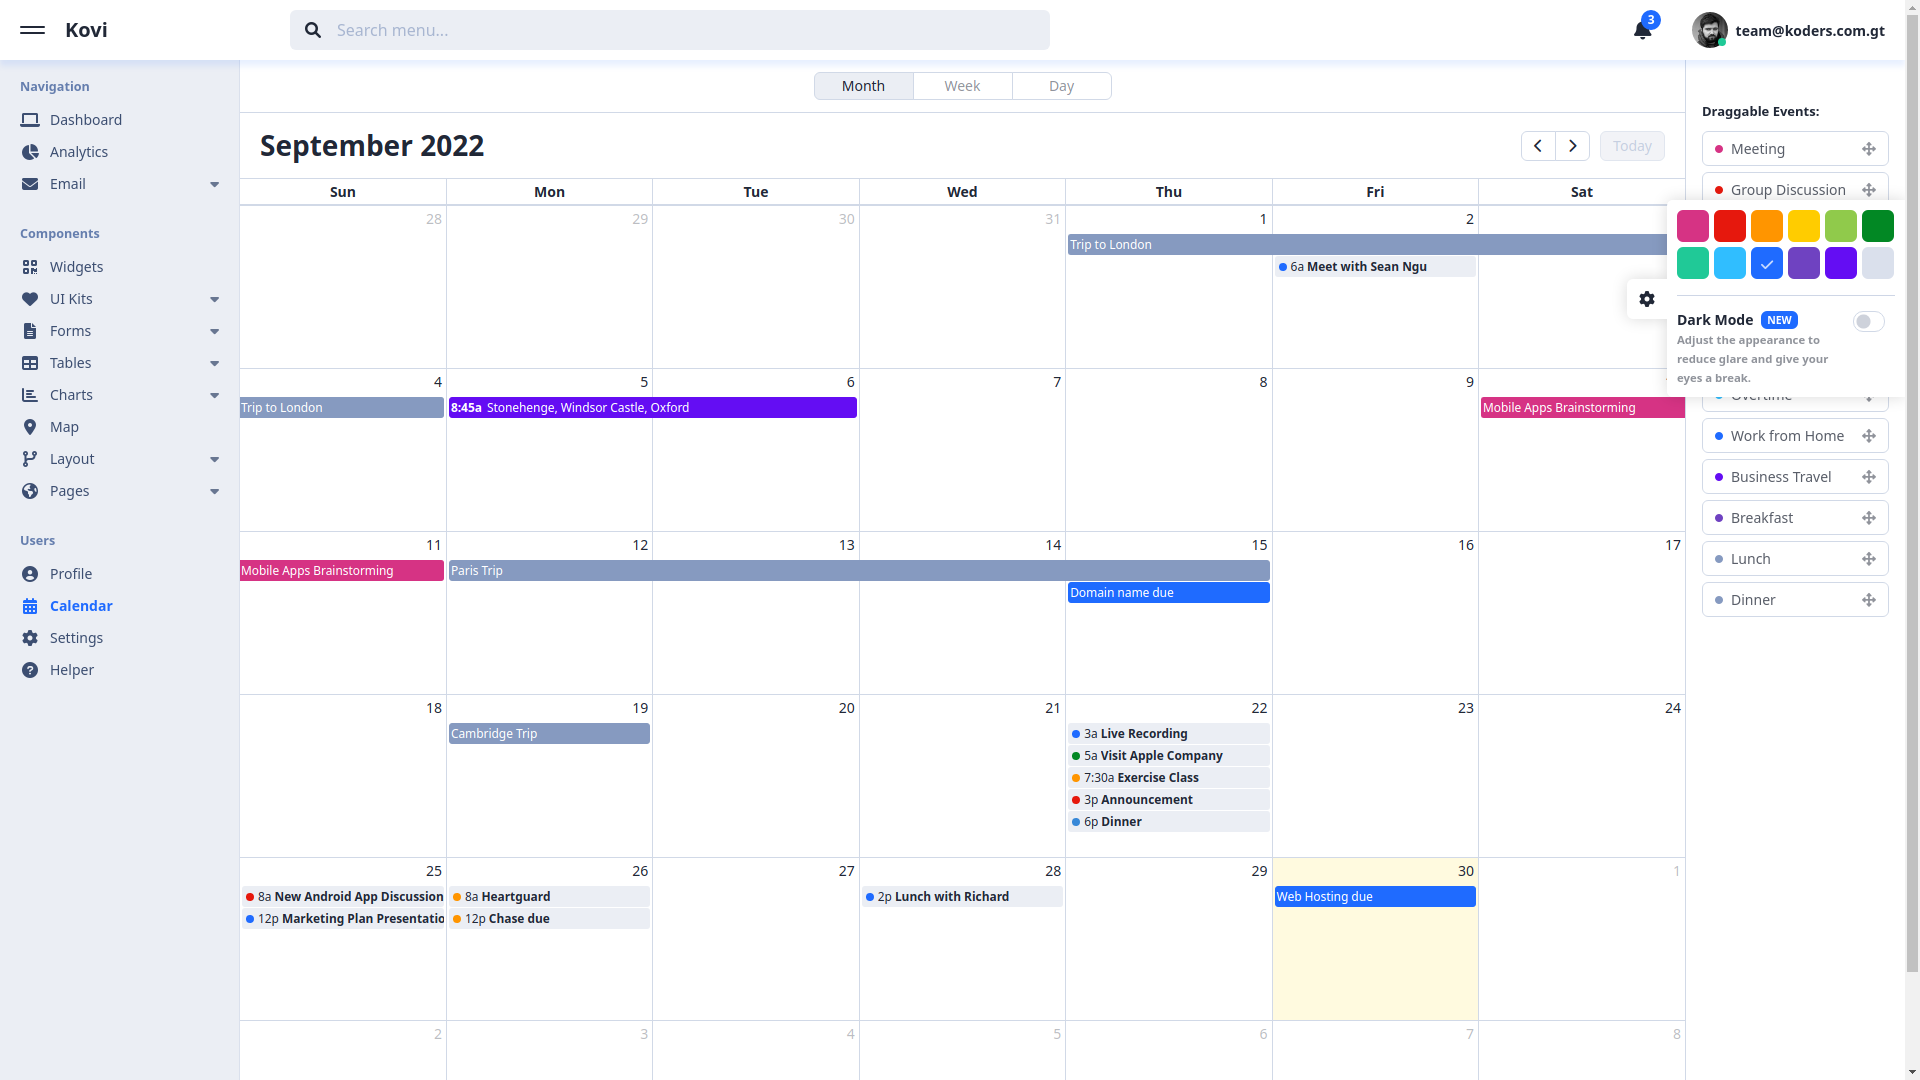 Kovi
Search menu...
3
team@koders.com.gt
Navigation
Dashboard
Analytics
Email
Components
Widgets
UI Kits
Forms
Tables
Charts
Map
Layout
Pages
Users
Profile
Calendar
Settings
Helper
Month Week Day
September 2022
Today
Sun Mon Tue Wed Thu Fri Sat
28 29 30 31 1 2
Trip to London
6a Meet with Sean Ngu
4 5 6 7 8 9
Trip to London
8:45a Stonehenge, Windsor Castle, Oxford
Mobile Apps Brainstorming
11 12 13 14 15 16 17
Mobile Apps Brainstorming
Paris Trip
Domain name due
18 19 20 21 22 23 24
Cambridge Trip
3a Live Recording
5a Visit Apple Company
7:30a Exercise Class
3p Announcement
6p Dinner
25 26 27 28 29 30 1
8a New Android App Discussion
12p Marketing Plan Presentatio
8a Heartguard
12p Chase due
2p Lunch with Richard
Web Hosting due
2 3 4 5 6 7 8
Draggable Events:
Meeting
Group Discussion
Dark Mode NEW
Adjust the appearance to
reduce glare and give your
eyes a break.
Overtime
Work from Home
Business Travel
Breakfast
Lunch
Dinner